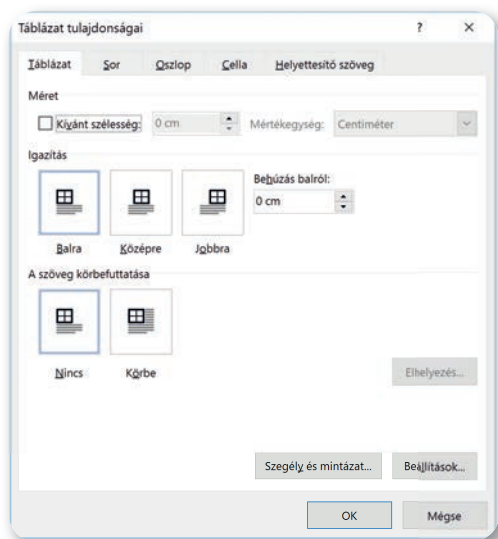 Táblázat tulajdonságai ? ×
Táblázat Sor Oszlop Cella Helyettesítő szöveg
Méret
Kívánt szélesség: 0 cm Mértékegység: Centiméter
Igazítás
Behúzás balról:
0 cm
Balra Középre Jobbra
A szöveg körbefuttatása
Nincs Körbe
Elhelyezés...
Szegély és mintázat... Beállítások...
OK Mégse